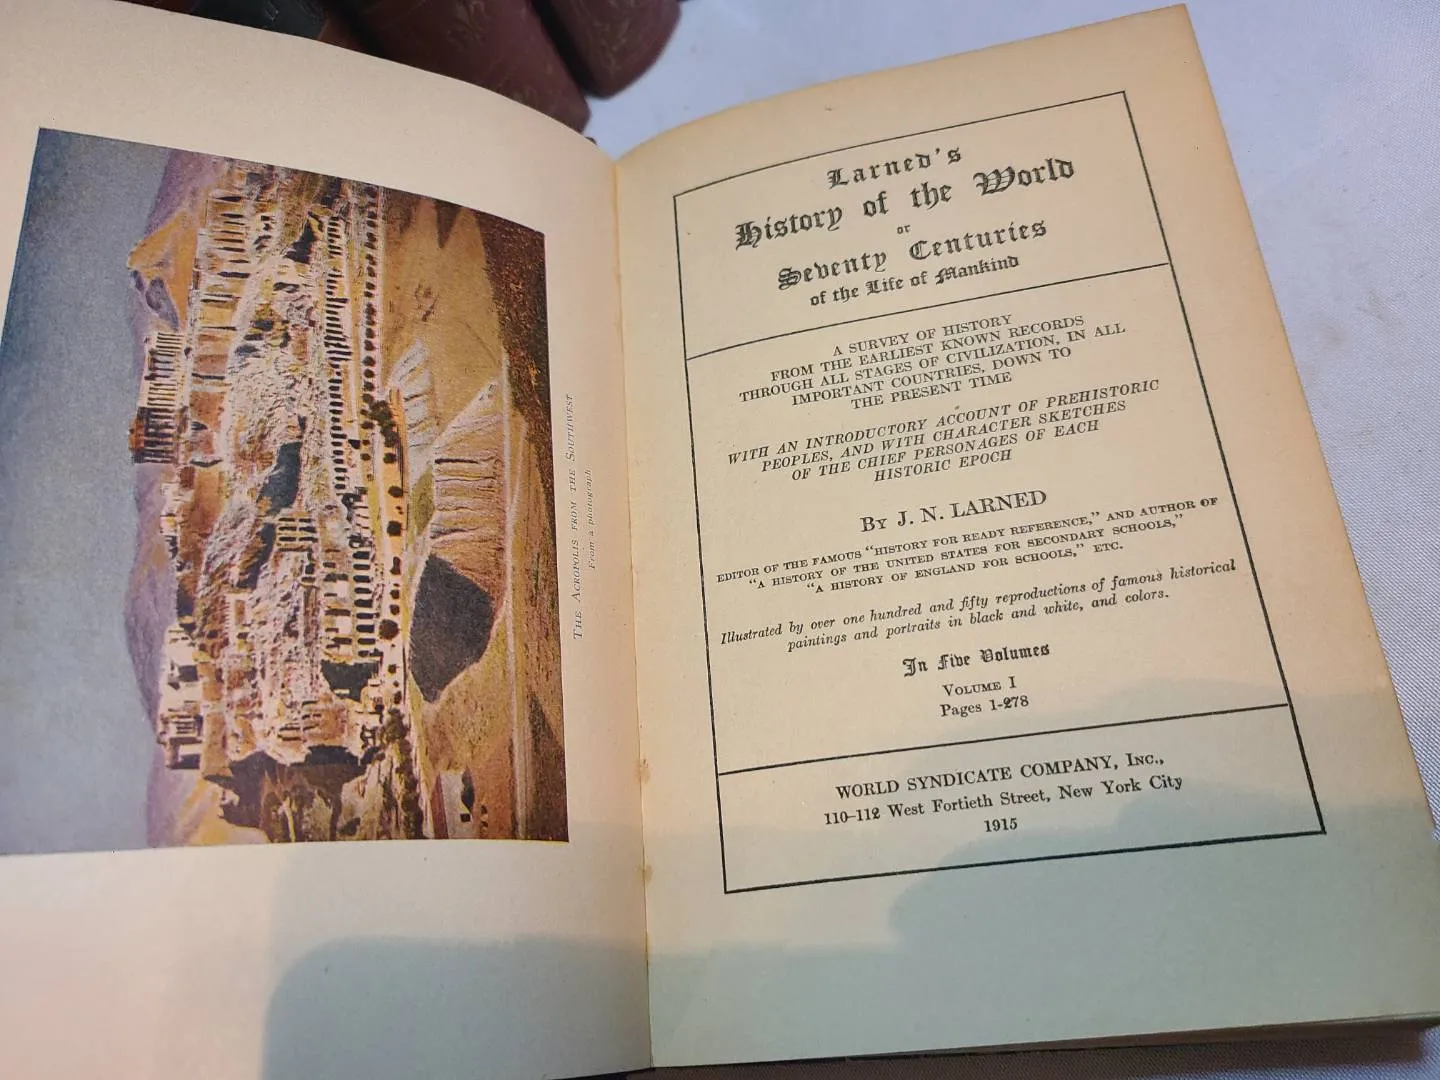 THE ACROPOLIS FROM THE SOUTHWEST
From a photograph
Larned's
History of the World
or
Seventy Centuries
of the Life of Mankind
A SURVEY OF HISTORY
FROM THE EARLIEST KNOWN RECORDS
THROUGH ALL STAGES OF CIVILIZATION, IN ALL
IMPORTANT COUNTRIES, DOWN TO
THE PRESENT TIME
WITH AN INTRODUCTORY ACCOUNT OF PREHISTORIC
PEOPLES, AND WITH CHARACTER SKETCHES
OF THE CHIEF PERSONAGES OF EACH
HISTORIC EPOCH
BY J. N. LARNED
EDITOR OF THE FAMOUS "HISTORY FOR READY REFERENCE," AND AUTHOR OF
"A HISTORY OF THE UNITED STATES FOR SECONDARY SCHOOLS,"
"A HISTORY OF ENGLAND FOR SCHOOLS," ETC.
Illustrated by over one hundred and fifty reproductions of famous historical
paintings and portraits in black and white, and colors.
In Five Volumes
VOLUME I
Pages 1-278
WORLD SYNDICATE COMPANY, INC.,
110-112 West Fortieth Street, New York City
1915